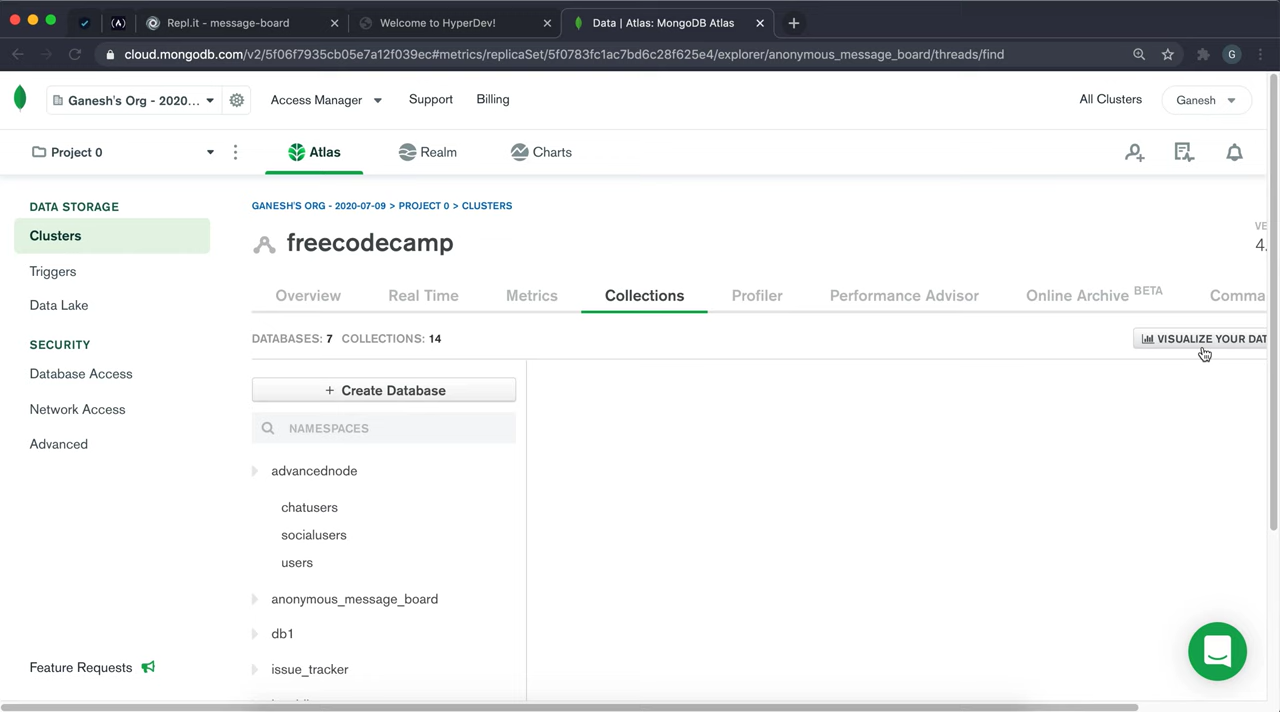 Repl.it - message-board
Welcome to HyperDev!
Data | Atlas: MongoDB Atlas
cloud.mongodb.com/v2/5f06f7935cb05e7a12f039ec#metrics/replicaSet/5f0783fc1ac7bd6c28f625e4/explorer/anonymous_message_board/threads/find
G
Ganesh's Org - 2020...
Access Manager
Support
Billing
All Clusters
Ganesh
Project 0
Atlas
Realm
Charts
DATA STORAGE
Clusters
Triggers
Data Lake
SECURITY
Database Access
Network Access
Advanced
Feature Requests
GANESH'S ORG - 2020-07-09 > PROJECT 0 > CLUSTERS
VE
freecodecamp
4.
Overview
Real Time
Metrics
Collections
Profiler
Performance Advisor
Online Archive BETA
Comma
DATABASES: 7 COLLECTIONS: 14
VISUALIZE YOUR DAT
+ Create Database
NAMESPACES
advancednode
chatusers
socialusers
users
anonymous_message_board
db1
issue_tracker